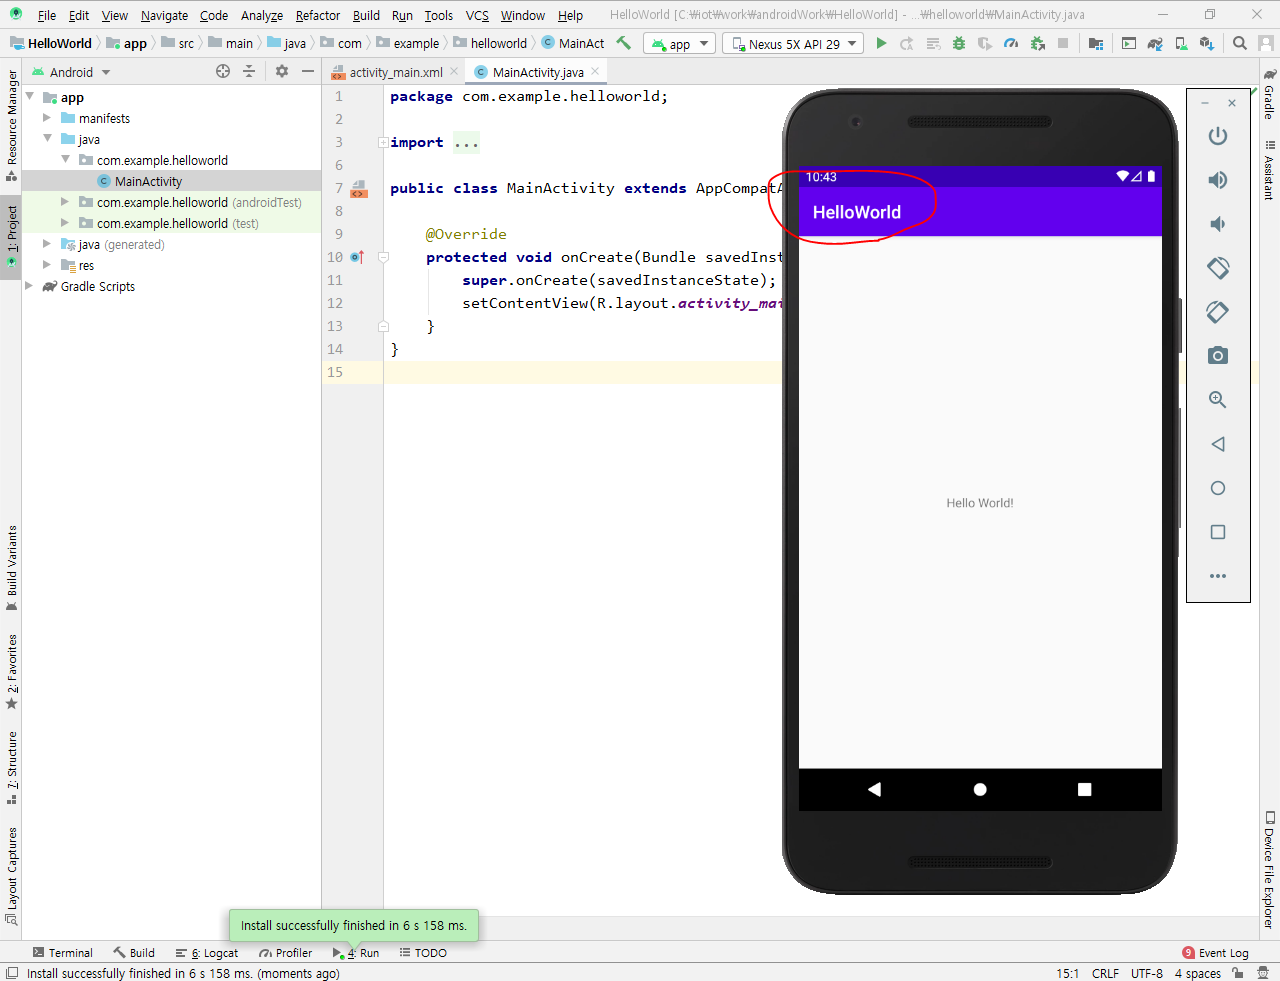 File Edit View Navigate Code Analyze Refactor Build Run Tools VCS Window Help HelloWorld [C:₩iot₩work₩androidWork₩HelloWorld] - ...₩helloworld₩MainActivity.java
HelloWorld app src main java com example helloworld MainAct app Nexus 5X API 29
Android
activity_main.xml MainActivity.java
app
manifests
java
com.example.helloworld
MainActivity
com.example.helloworld (androidTest)
com.example.helloworld (test)
java (generated)
res
Gradle Scripts
Resource Manager
1: Project
Build Variants
2: Favorites
7: Structure
Layout Captures
1 package com.example.helloworld;
2
3 import ...
6
7 public class MainActivity extends AppCompatA
8
9 @Override
10 protected void onCreate(Bundle savedInst
11 super.onCreate(savedInstanceState);
12 setContentView(R.layout.activity_mai
13 }
14 }
15
10:43
HelloWorld
Hello World!
Gradle
Assistant
Device File Explorer
Install successfully finished in 6 s 158 ms.
Terminal Build 6: Logcat Profiler 4: Run TODO 9 Event Log
Install successfully finished in 6 s 158 ms. (moments ago) 15:1 CRLF UTF-8 4 spaces